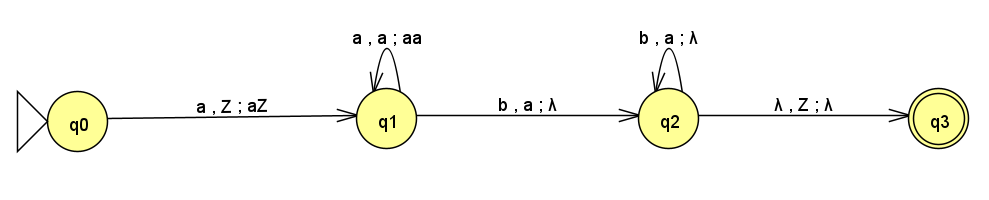 a , a ; aa
b , a ; λ
a , Z ; aZ
b , a ; λ
λ , Z ; λ
q0
q1
q2
q3